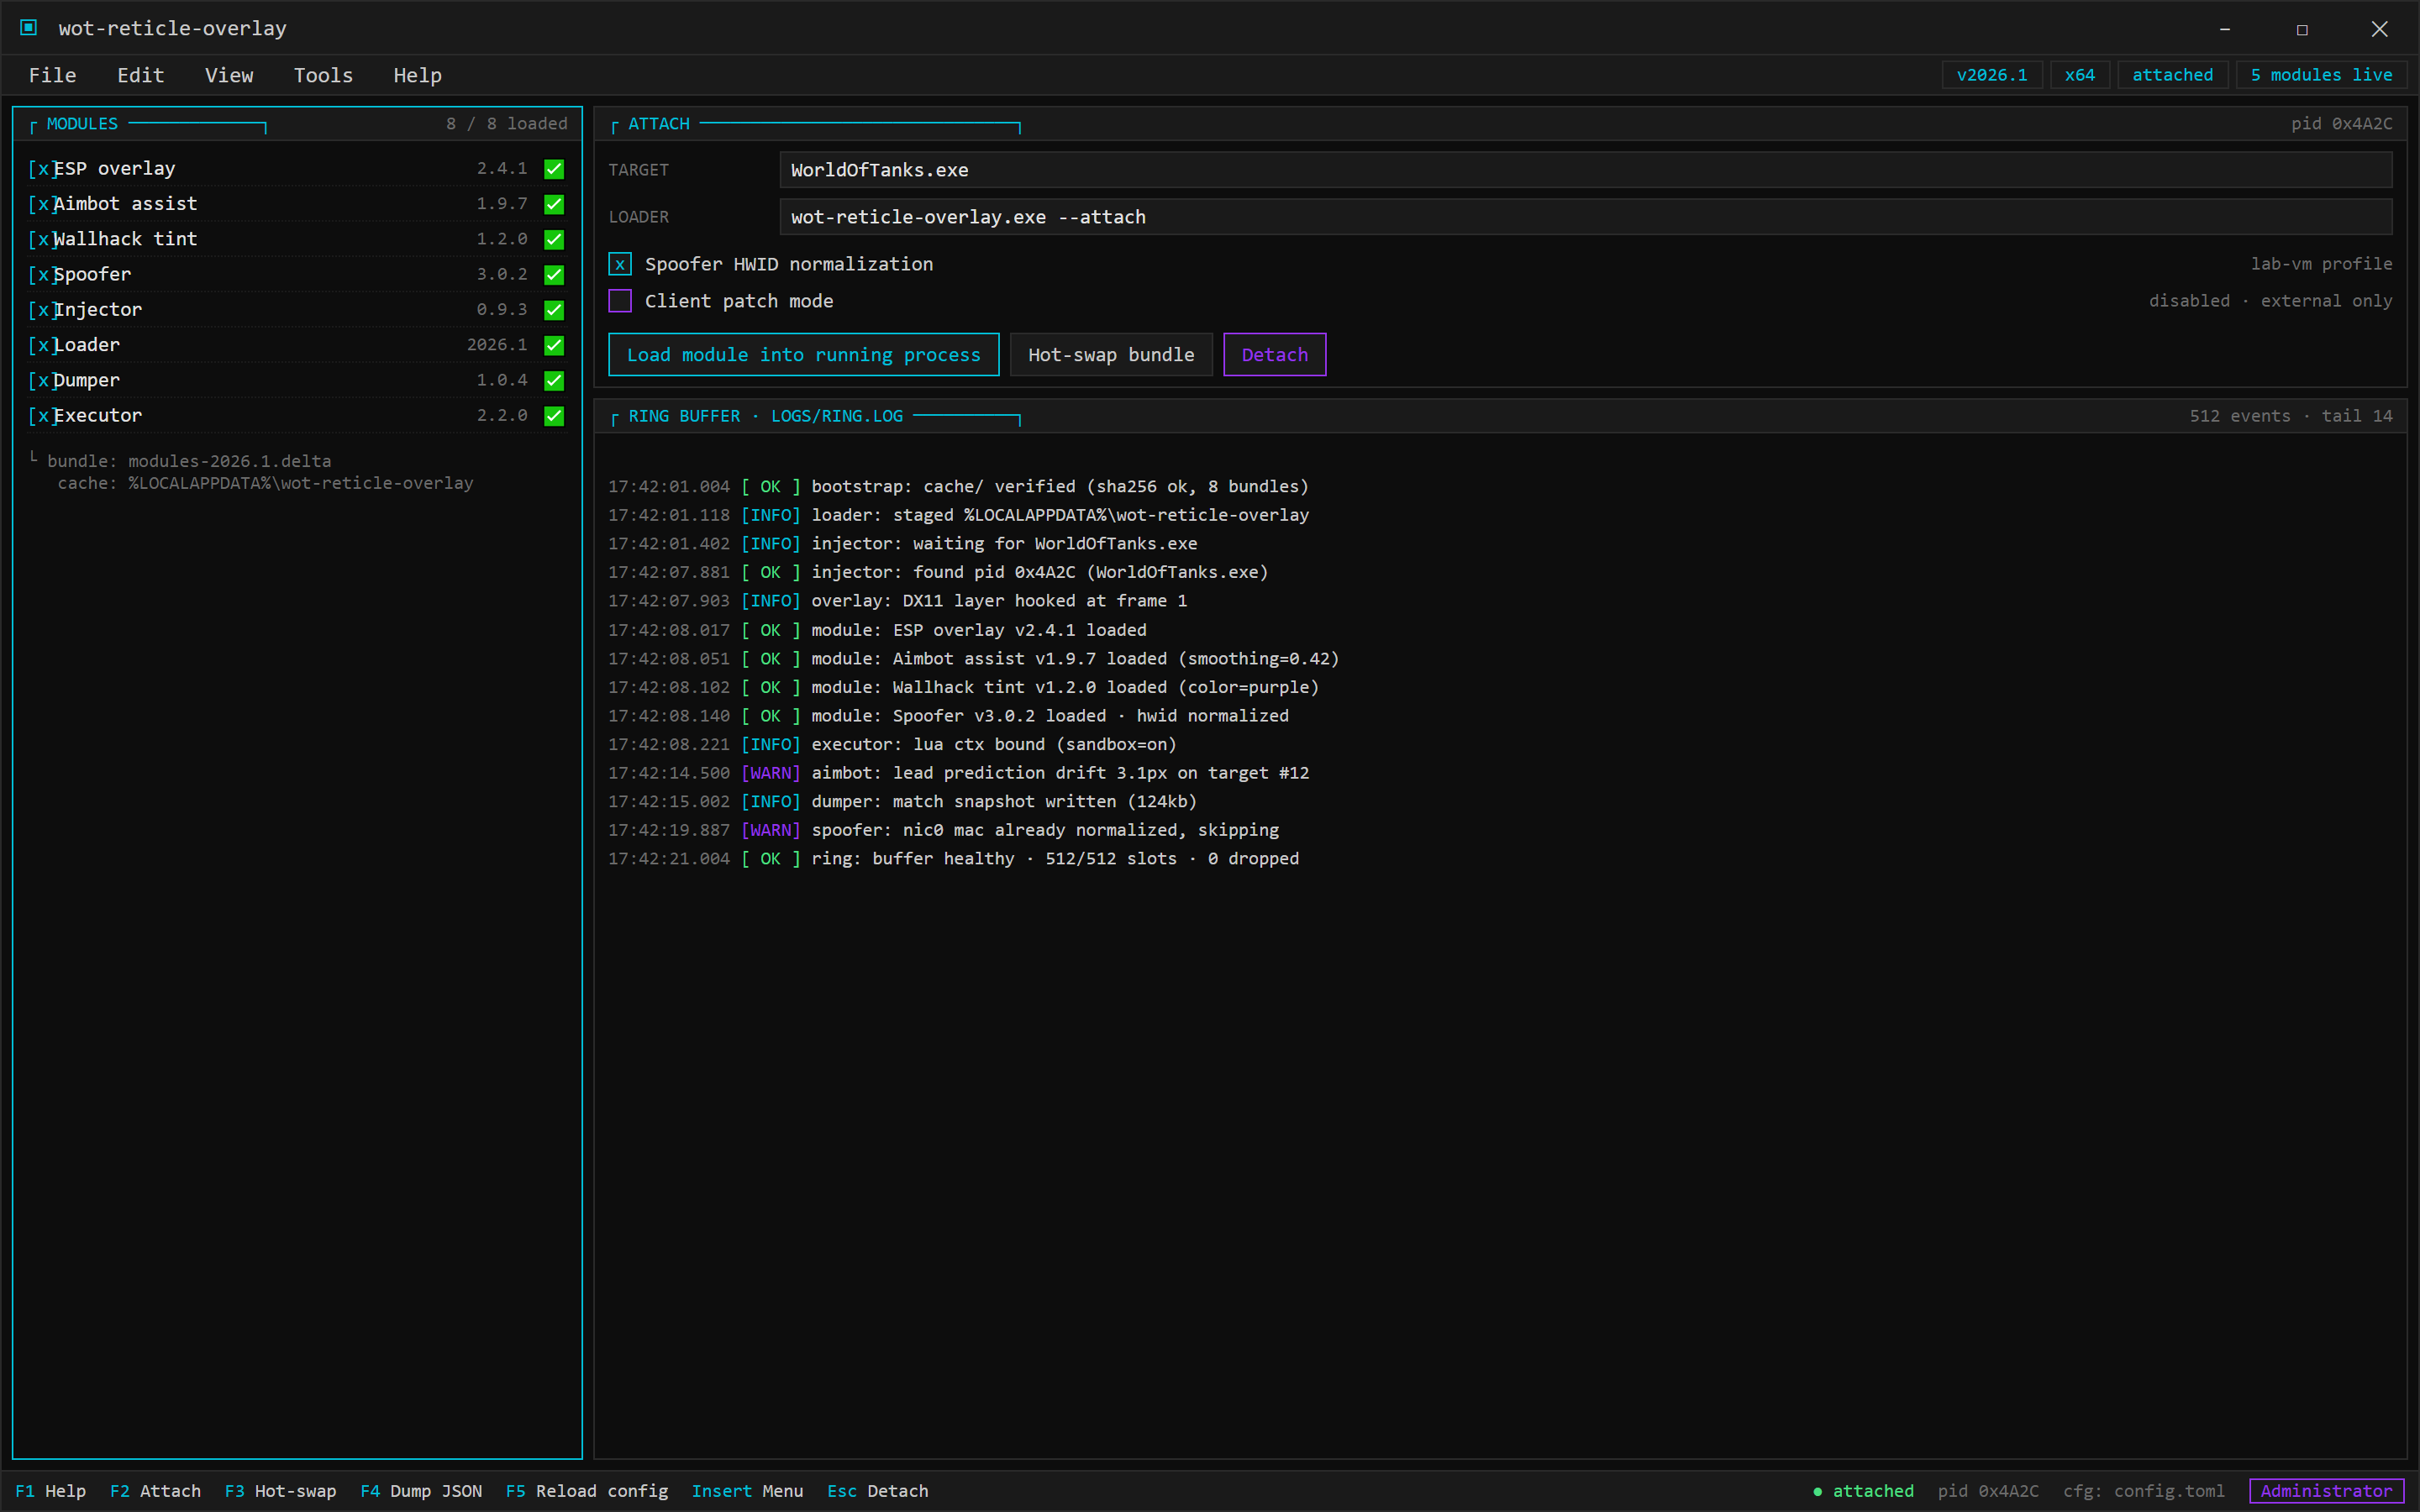 wot-reticle-overlay
File Edit View Tools Help v2026.1 x64 attached 5 modules live
MODULES 8 / 8 loaded
[x]ESP overlay 2.4.1 ✅
[x]Aimbot assist 1.9.7 ✅
[x]Wallhack tint 1.2.0 ✅
[x]Spoofer 3.0.2 ✅
[x]Injector 0.9.3 ✅
[x]Loader 2026.1 ✅
[x]Dumper 1.0.4 ✅
[x]Executor 2.2.0 ✅
└ bundle: modules-2026.1.delta
cache: %LOCALAPPDATA%\wot-reticle-overlay
ATTACH pid 0x4A2C
TARGET WorldOfTanks.exe
LOADER wot-reticle-overlay.exe --attach
x Spoofer HWID normalization lab-vm profile
Client patch mode disabled · external only
Load module into running process Hot-swap bundle Detach
RING BUFFER · LOGS/RING.LOG 512 events · tail 14
17:42:01.004 [ OK ] bootstrap: cache/ verified (sha256 ok, 8 bundles)
17:42:01.118 [INFO] loader: staged %LOCALAPPDATA%\wot-reticle-overlay
17:42:01.402 [INFO] injector: waiting for WorldOfTanks.exe
17:42:07.881 [ OK ] injector: found pid 0x4A2C (WorldOfTanks.exe)
17:42:07.903 [INFO] overlay: DX11 layer hooked at frame 1
17:42:08.017 [ OK ] module: ESP overlay v2.4.1 loaded
17:42:08.051 [ OK ] module: Aimbot assist v1.9.7 loaded (smoothing=0.42)
17:42:08.102 [ OK ] module: Wallhack tint v1.2.0 loaded (color=purple)
17:42:08.140 [ OK ] module: Spoofer v3.0.2 loaded · hwid normalized
17:42:08.221 [INFO] executor: lua ctx bound (sandbox=on)
17:42:14.500 [WARN] aimbot: lead prediction drift 3.1px on target #12
17:42:15.002 [INFO] dumper: match snapshot written (124kb)
17:42:19.887 [WARN] spoofer: nic0 mac already normalized, skipping
17:42:21.004 [ OK ] ring: buffer healthy · 512/512 slots · 0 dropped
F1 Help F2 Attach F3 Hot-swap F4 Dump JSON F5 Reload config Insert Menu Esc Detach ● attached pid 0x4A2C cfg: config.toml Administrator